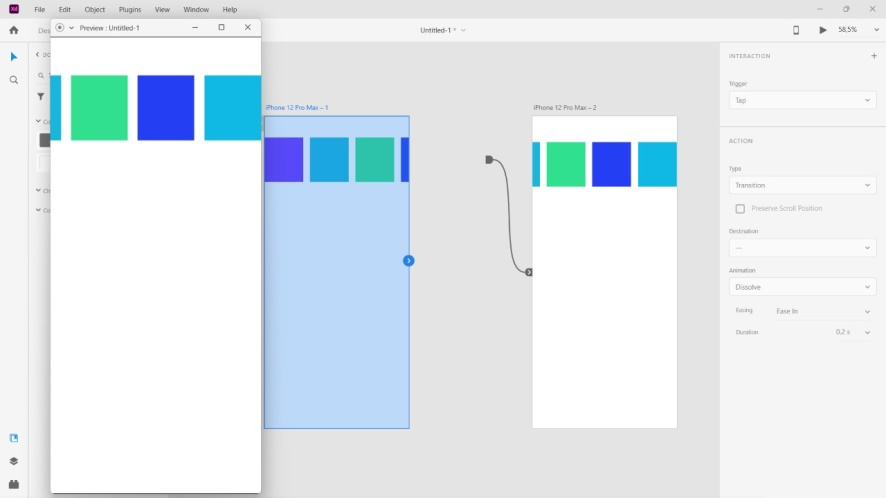 Xd File Edit Object Plugins View Window Help
Preview : Untitled-1
Untitled-1 *
58,5%
iPhone 12 Pro Max – 1
iPhone 12 Pro Max – 2
INTERACTION
Trigger
Tap
ACTION
Type
Transition
Preserve Scroll Position
Destination
---
Animation
Dissolve
Easing Ease In
Duration 0,2 s